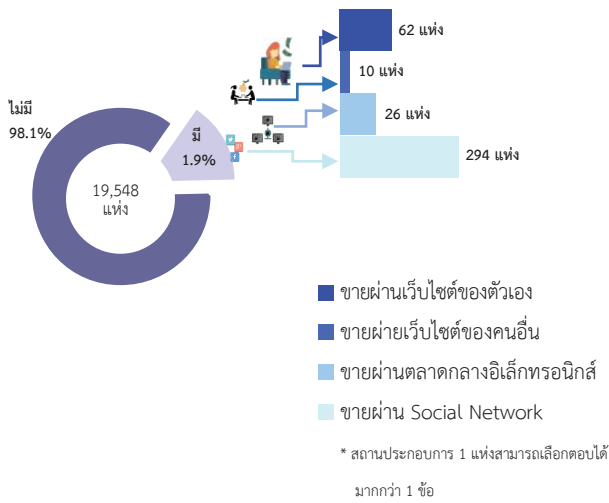 62 แห่ง
10 แห่ง
26 แห่ง
294 แห่ง
ไม่มี
98.1%
มี
1.9%
19,548
แห่ง
ขายผ่านเว็บไซต์ของตัวเอง
ขายผ่ายเว็บไซต์ของคนอื่น
ขายผ่านตลาดกลางอิเล็กทรอนิกส์
ขายผ่าน Social Network
* สถานประกอบการ 1 แห่งสามารถเลือกตอบได้
มากกว่า 1 ข้อ